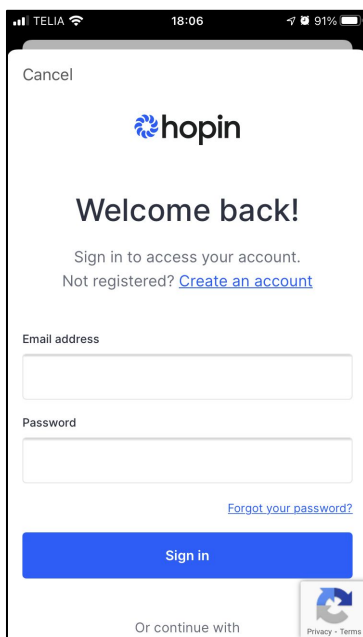 TELIA 18:06 91%
Cancel
hopin
Welcome back!
Sign in to access your account.
Not registered? Create an account
Email address
Password
Forgot your password?
Sign in
Or continue with
Privacy - Terms